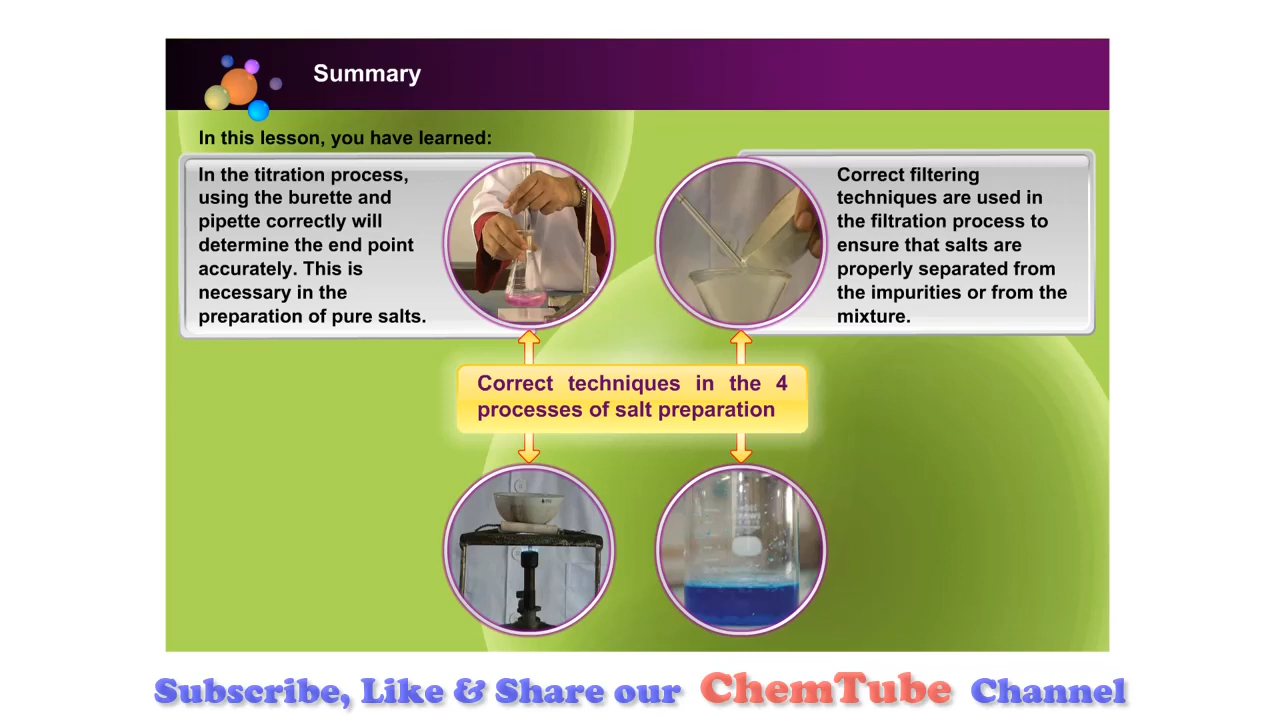 Summary
In this lesson, you have learned:
In the titration process,
using the burette and
pipette correctly will
determine the end point
accurately. This is
necessary in the
preparation of pure salts.
Correct filtering
techniques are used in
the filtration process to
ensure that salts are
properly separated from
the impurities or from the
mixture.
Correct techniques in the 4
processes of salt preparation
Subscribe, Like & Share our ChemTube Channel